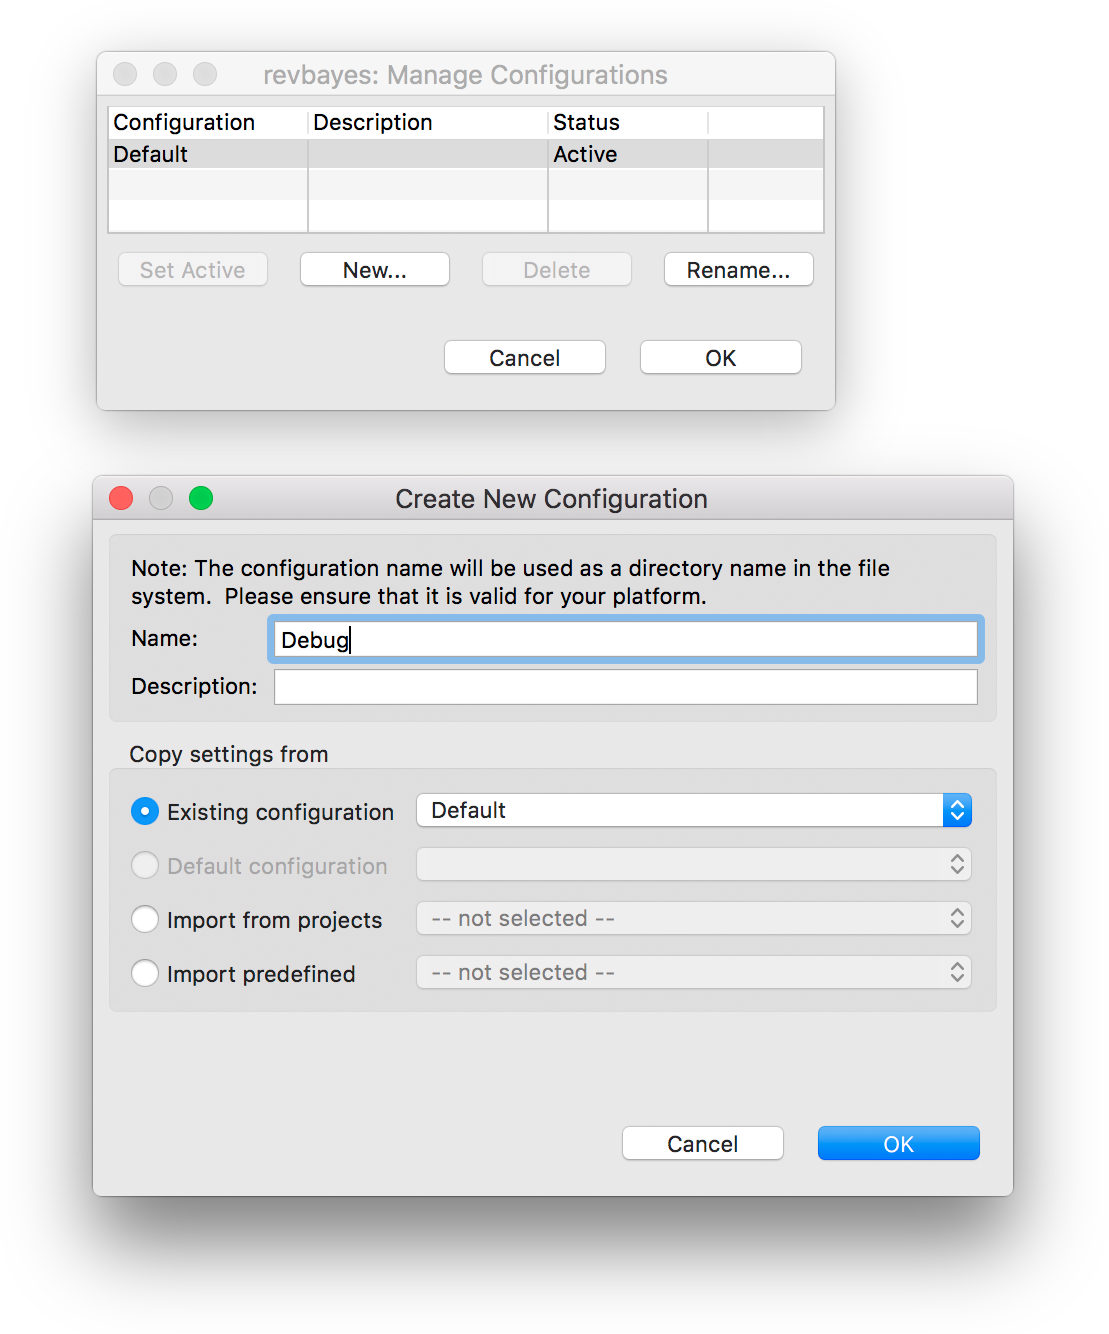 revbayes: Manage Configurations
Configuration Description Status
Default Active
Set Active New... Delete Rename...
Cancel OK
Create New Configuration
Note: The configuration name will be used as a directory name in the file
system.  Please ensure that it is valid for your platform.
Name: Debug
Description:
Copy settings from
Existing configuration Default
Default configuration
Import from projects -- not selected --
Import predefined -- not selected --
Cancel OK